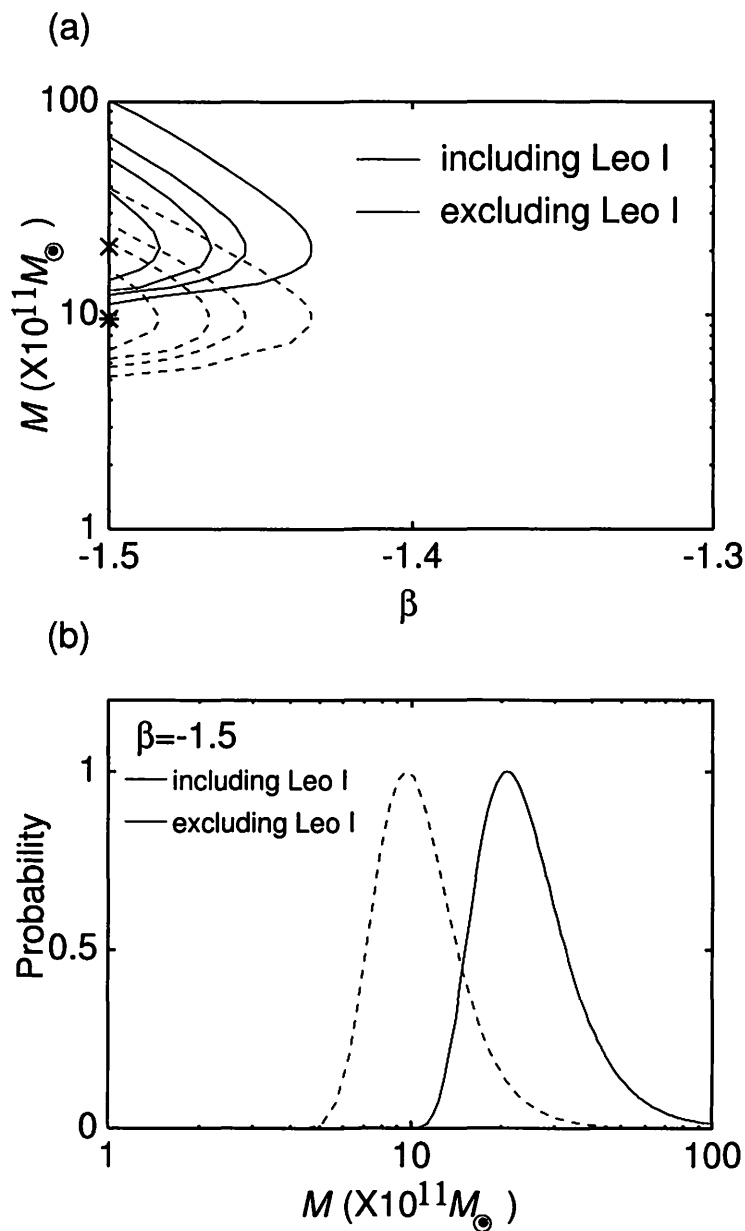 (a)
100
including Leo I
excluding Leo I
M (X10¹¹M☉)
10
1
-1.5
-1.4
-1.3
β
(b)
β=-1.5
including Leo I
excluding Leo I
Probability
1
0.5
0
1
10
100
M (X10¹¹M☉)